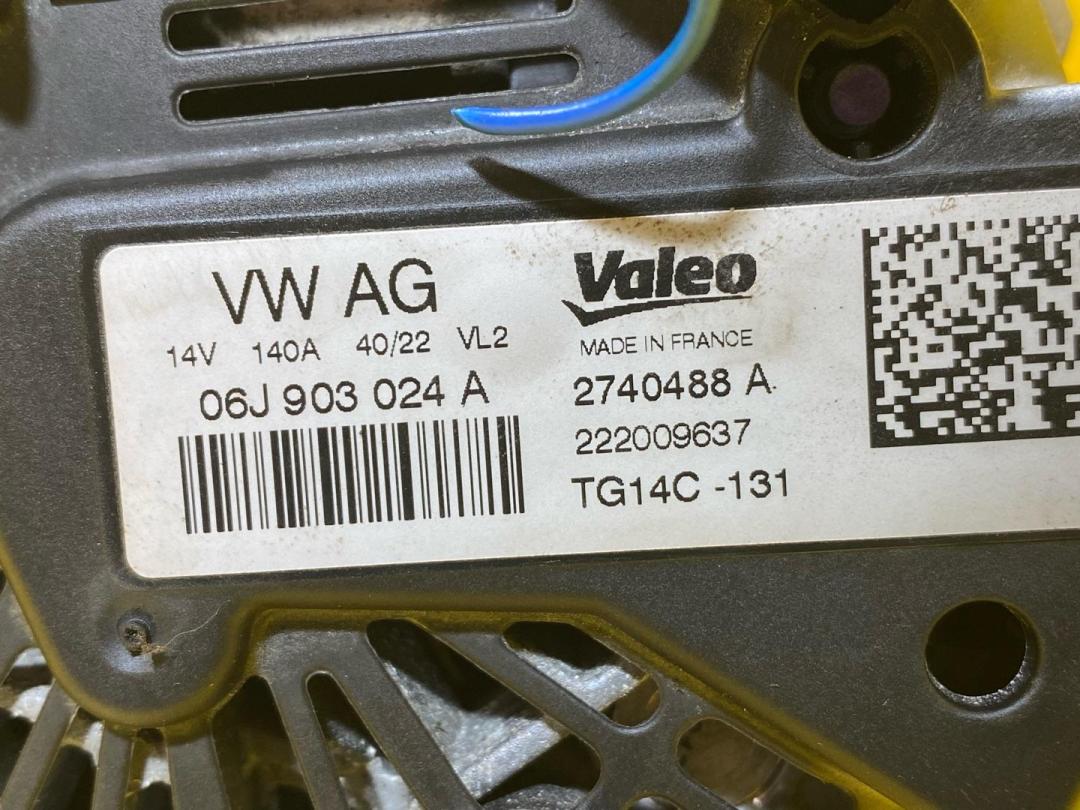 VW AG
14V 140A 40/22 VL2
06J 903 024 A
Valeo
MADE IN FRANCE
2740488 A
222009637
TG14C -131